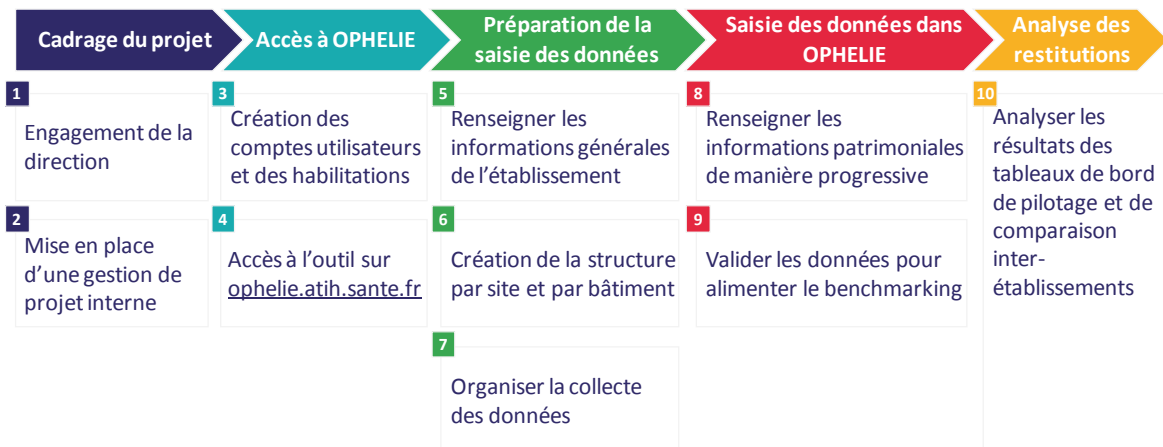 Cadrage du projet
Accès à OPHELIE
Préparation de la
saisie des données
Saisie des données dans
OPHELIE
Analyse des
restitutions
1
Engagement de la
direction
2
Mise en place
d'une gestion de
projet interne
3
Création des
comptes utilisateurs
et des habilitations
4
Accès à l'outil sur
ophelie.atih.sante.fr
5
Renseigner les
informations générales
de l'établissement
6
Création de la structure
par site et par bâtiment
7
Organiser la collecte
des données
8
Renseigner les
informations patrimoniales
de manière progressive
9
Valider les données pour
alimenter le benchmarking
10
Analyser les
résultats des
tableaux de bord
de pilotage et de
comparaison
inter-
établissements